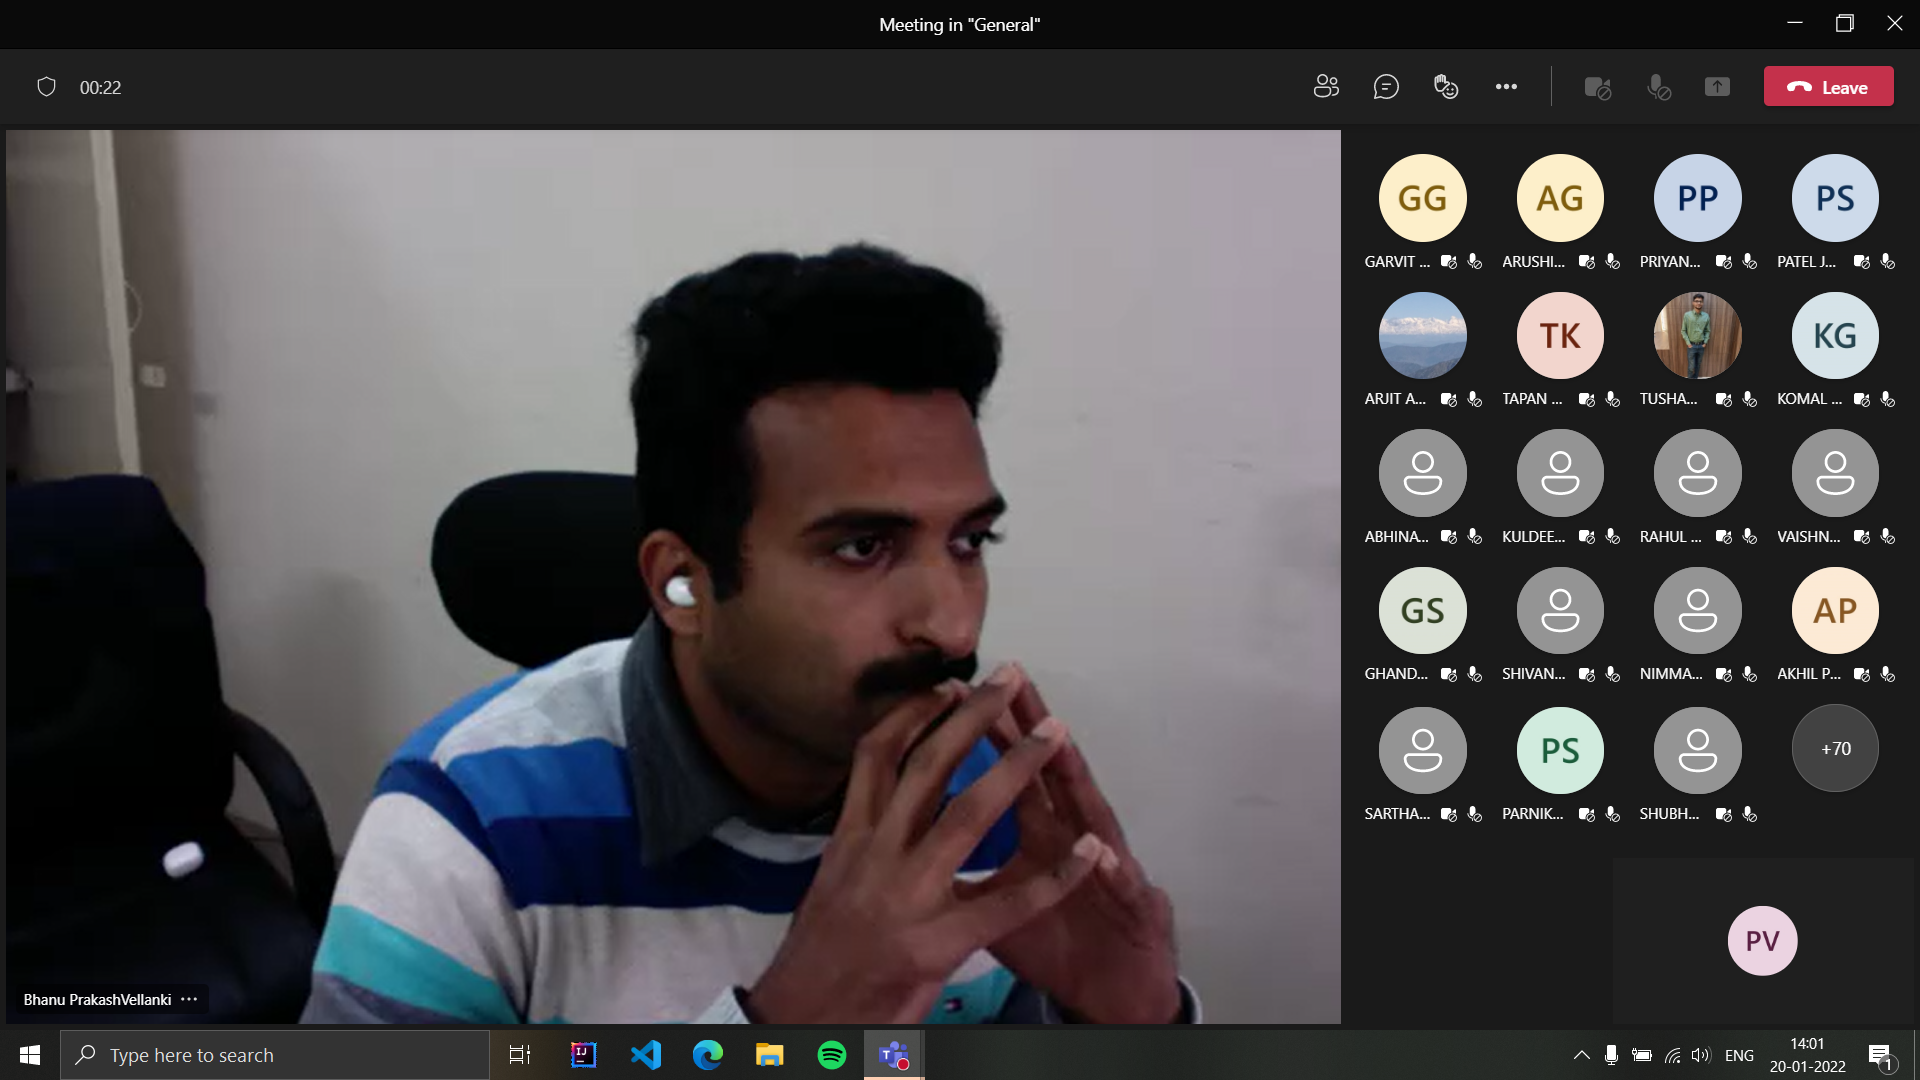 Meeting in "General"
00:22
Leave
GG
AG
PP
PS
GARVIT ...
ARUSHI...
PRIYAN...
PATEL J...
TK
KG
ARJIT A...
TAPAN ...
TUSHA...
KOMAL ...
ABHINA...
KULDEE...
RAHUL ...
VAISHN...
GS
AP
GHAND...
SHIVAN...
NIMMA...
AKHIL P...
PS
+70
SARTHA...
PARNIK...
SHUBH...
PV
Bhanu PrakashVellanki ...
Type here to search
IJ
T
ENG
14:01
20-01-2022
1